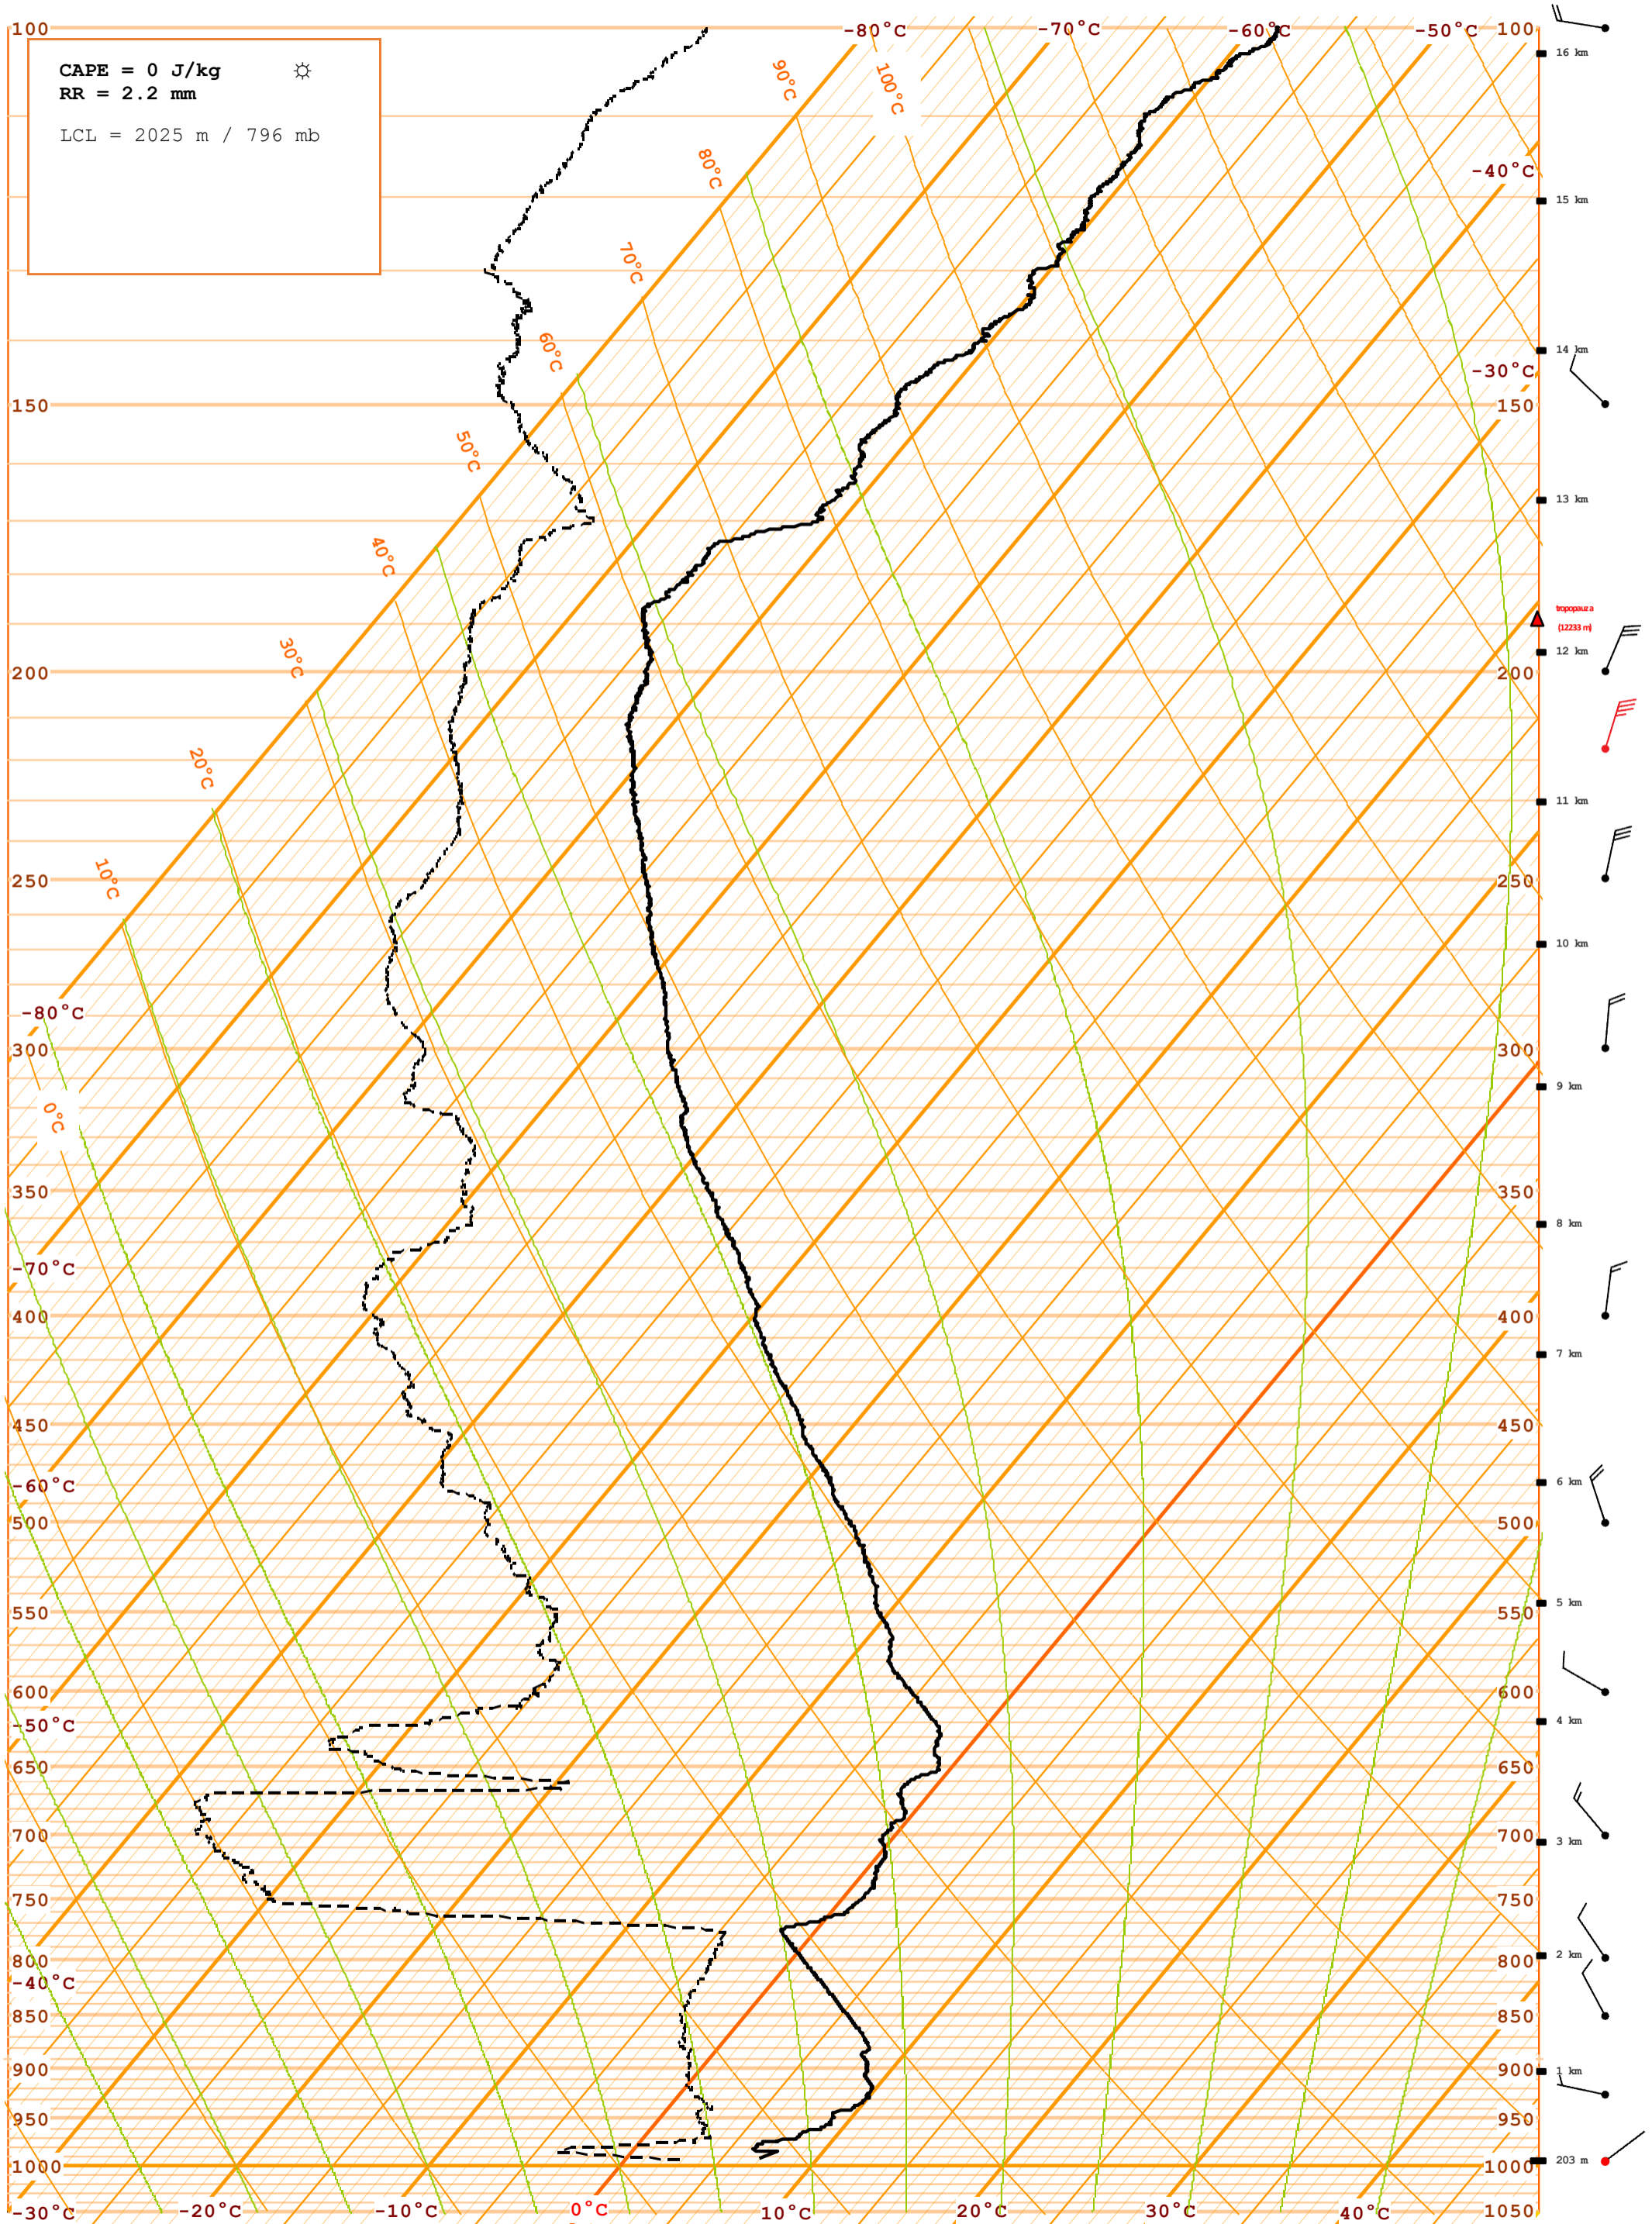 100 -80°C -70°C -60°C -50°C 100
16 km
CAPE = 0 J/kg ☼
RR = 2.2 mm
90°C 100°C
LCL = 2025 m / 796 mb
80°C -40°C
15 km
70°C
60°C 14 km
-30°C
150 150
50°C
13 km
40°C
tropopauza
(12233 m)
30°C 12 km
200 200
20°C
11 km
10°C 250 250
10 km
-80°C
300 300
9 km
0°C
350 350
8 km
-70°C
400 400
7 km
450 450
6 km
-60°C
500 500
5 km
550 550
600 600
4 km
-50°C
650 650
700 700
3 km
750 750
2 km
800 800
-40°C
850 850
900 900
1 km
950 950
203 m
1000 1000
-30°C -20°C -10°C 0°C 10°C 20°C 30°C 40°C 1050